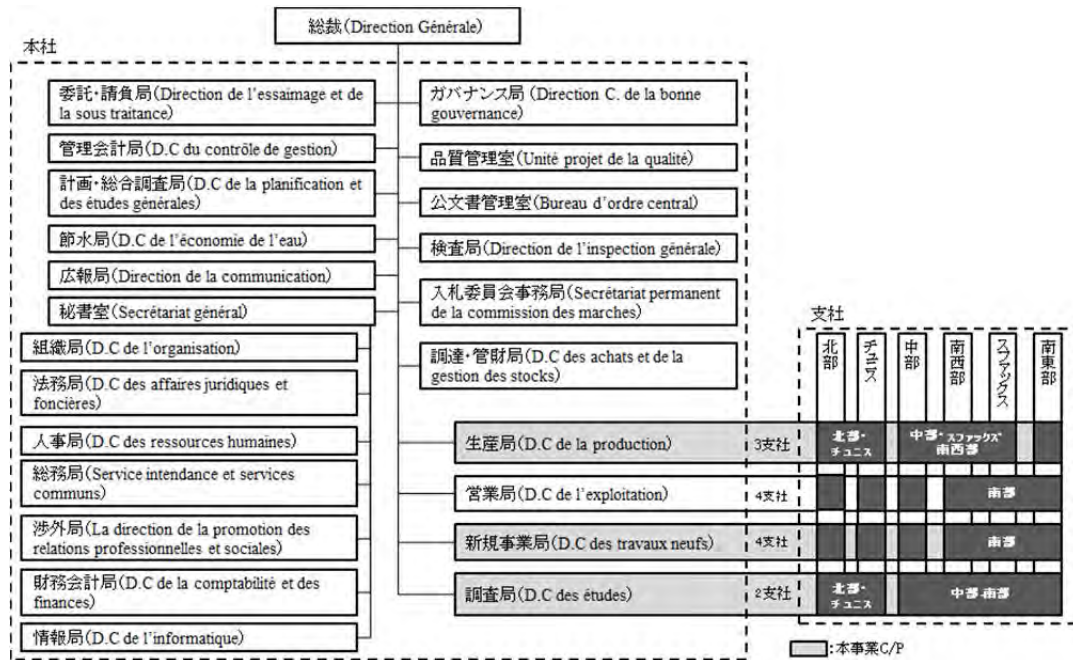 総裁(Direction Générale)
本社
委託・請負局(Direction de l'essaimage et de
la sous traitance)
管理会計局(D.C du contrôle de gestion)
計画・総合調査局(D.C de la planification et
des études générales)
節水局(D.C de l'économie de l'eau)
広報局(Direction de la communication)
秘書室(Secrétariat général)
組織局(D.C de l'organisation)
法務局(D.C des affaires juridiques et
foncières)
人事局(D.C des ressources humaines)
総務局(Service intendance et services
communs)
渉外局(La direction de la promotion des
relations professionnelles et sociales)
財務会計局(D.C de la comptabilité et des
finances)
情報局(D.C de l'informatique)
ガバナンス局 (Direction C. de la bonne
gouvernance)
品質管理室(Unité projet de la qualité)
公文書管理室(Bureau d'ordre central)
検査局(Direction de l'inspection générale)
入札委員会事務局(Secrétariat permanent
de la commission des marches)
調達・管財局(D.C des achats et de la
gestion des stocks)
支社
北部
チュニス
中部
南西部
スファックス
南東部
生産局(D.C de la production)
3支社
北部・
チュニス
中部・スファックス・
南西部
営業局(D.C de l'exploitation)
4支社
南部
新規事業局(D.C des travaux neufs)
4支社
南部
調査局(D.C des études)
2支社
北部・
チュニス
中部・南部
:本事業C/P